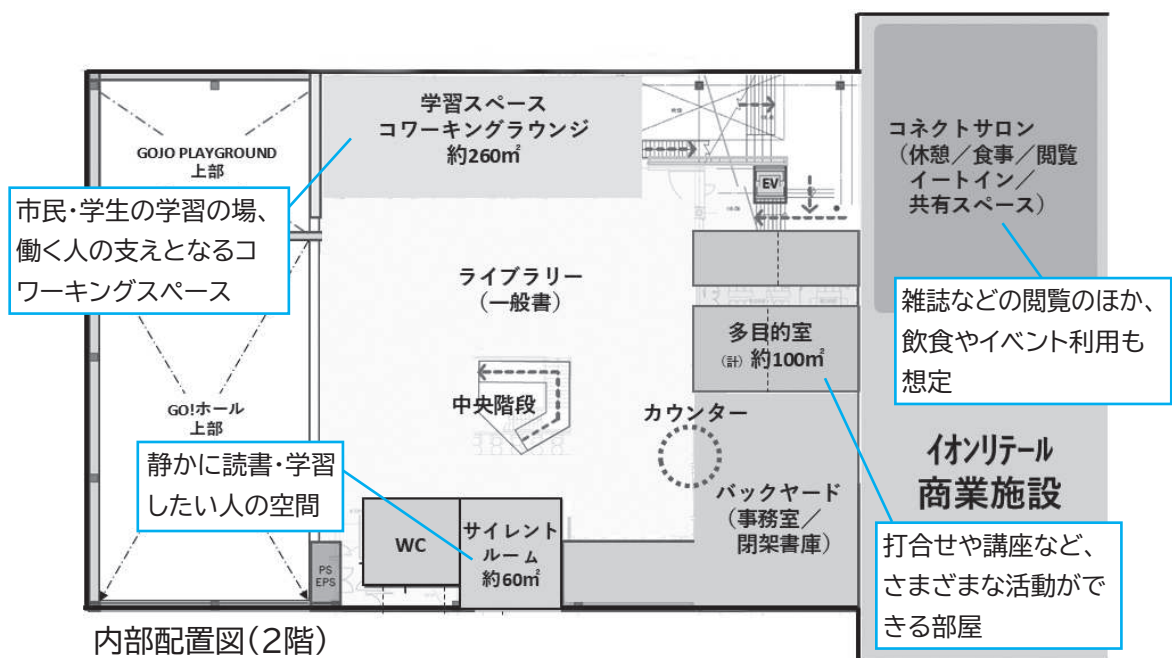 学習スペース
コワーキングラウンジ
約260㎡
GOJO PLAYGROUND
上部
市民・学生の学習の場、
働く人の支えとなるコ
ワーキングスペース
EV
コネクトサロン
（休憩／食事／閲覧
イートイン／
共有スペース）
ライブラリー
（一般書）
雑誌などの閲覧のほか、
飲食やイベント利用も
想定
多目的室
（計） 約100㎡
中央階段
カウンター
GO!ホール
上部
静かに読書・学習
したい人の空間
イオンリテール
商業施設
バックヤード
（事務室／
閉架書庫）
WC
サイレント
ルーム
約60㎡
PS
EPS
打合せや講座など、
さまざまな活動がで
きる部屋
内部配置図（2階）